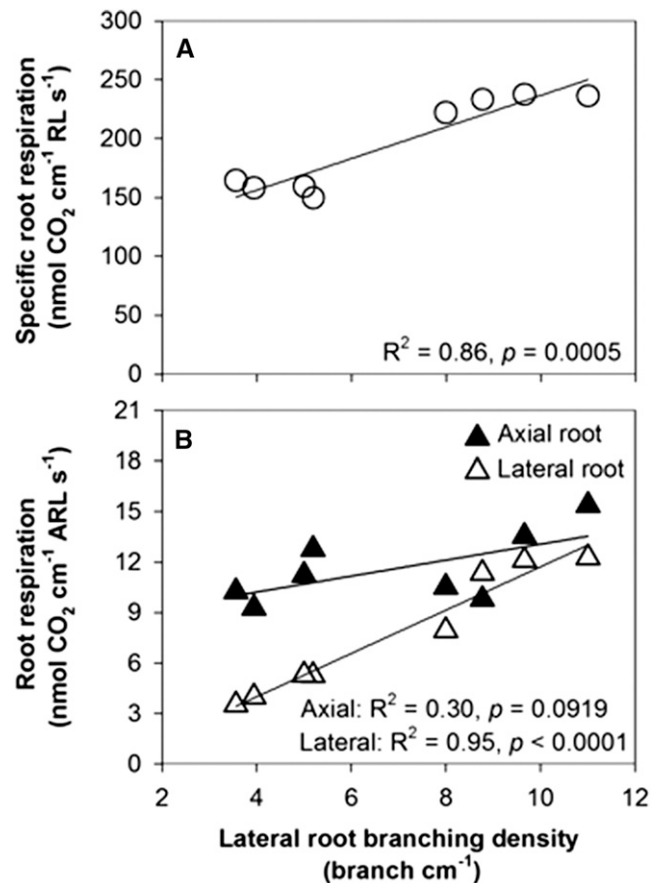 A
Specific root respiration
(nmol CO₂ cm⁻¹ RL s⁻¹)
300
250
200
150
100
50
0
R² = 0.86, p = 0.0005
B
Root respiration
(nmol CO₂ cm⁻¹ ARL s⁻¹)
21
18
15
12
9
6
3
0
Axial root
Lateral root
Axial: R² = 0.30, p = 0.0919
Lateral: R² = 0.95, p < 0.0001
2 4 6 8 10 12
Lateral root branching density
(branch cm⁻¹)